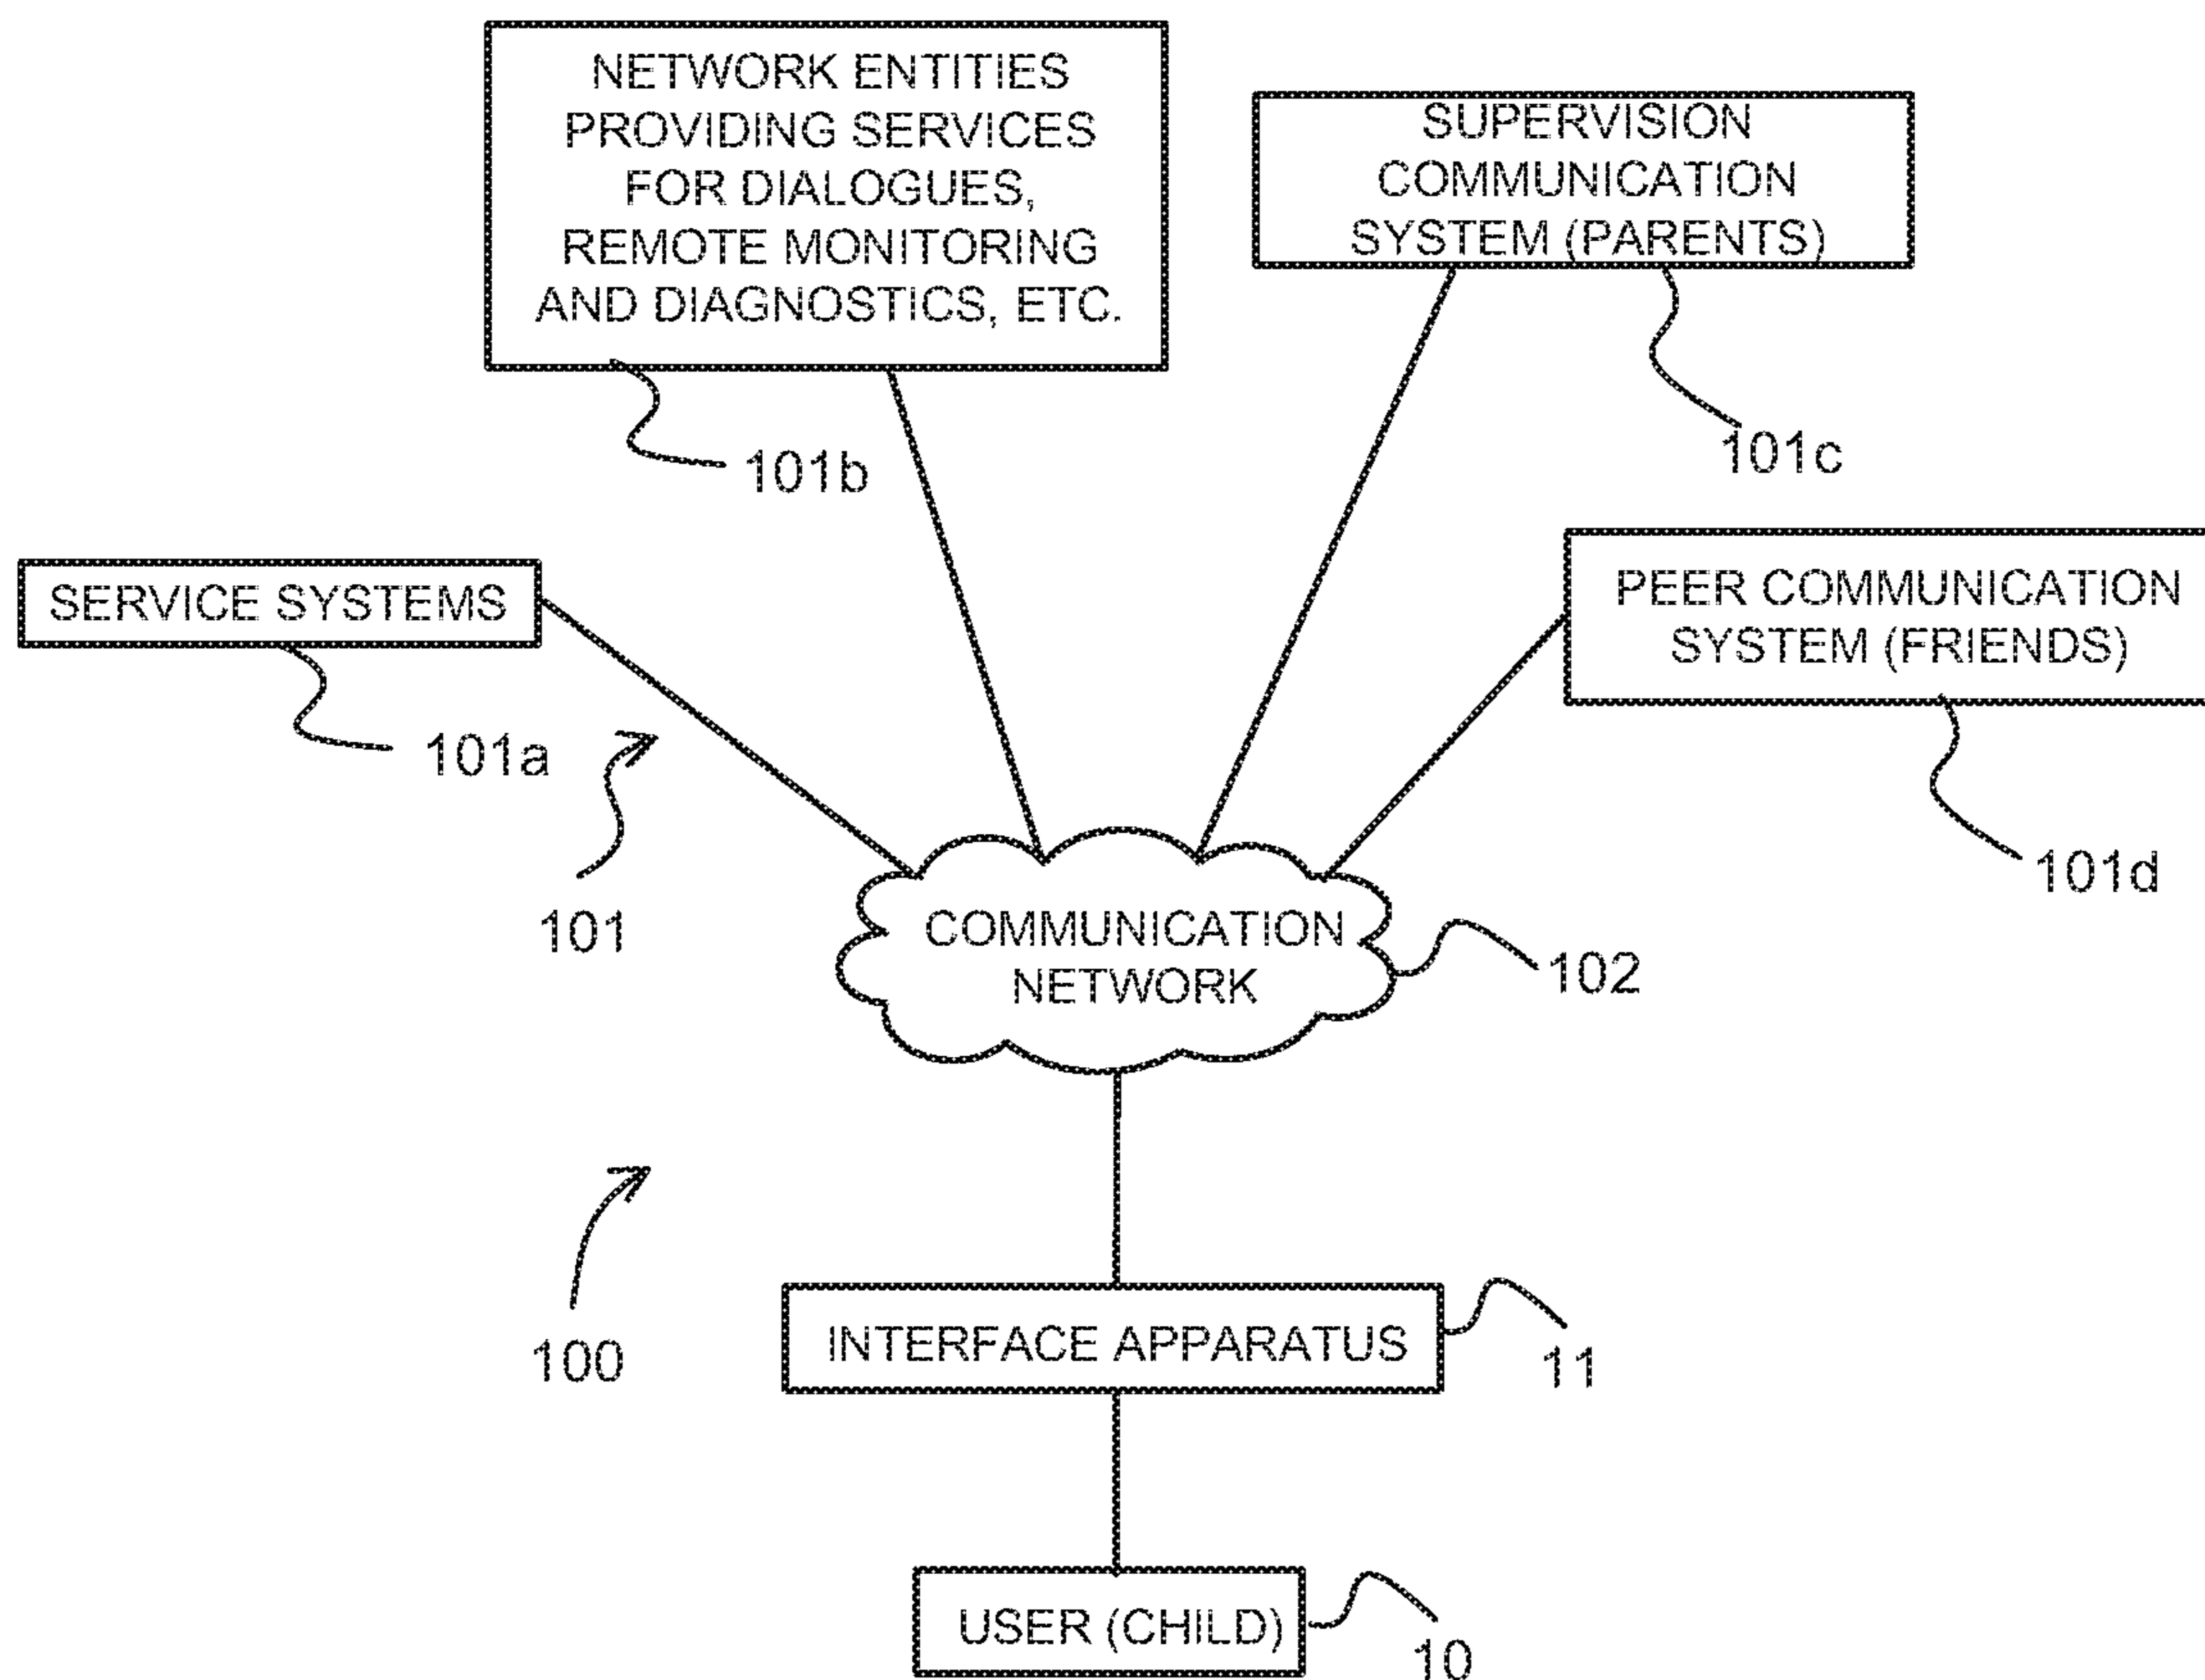 NETWORK ENTITIES
PROVIDING SERVICES
FOR DIALOGUES,
REMOTE MONITORING
AND DIAGNOSTICS, ETC.
101b
SUPERVISION
COMMUNICATION
SYSTEM (PARENTS)
101c
SERVICE SYSTEMS
101a
101
PEER COMMUNICATION
SYSTEM (FRIENDS)
101d
COMMUNICATION
NETWORK
102
100
INTERFACE APPARATUS
11
USER (CHILD)
10